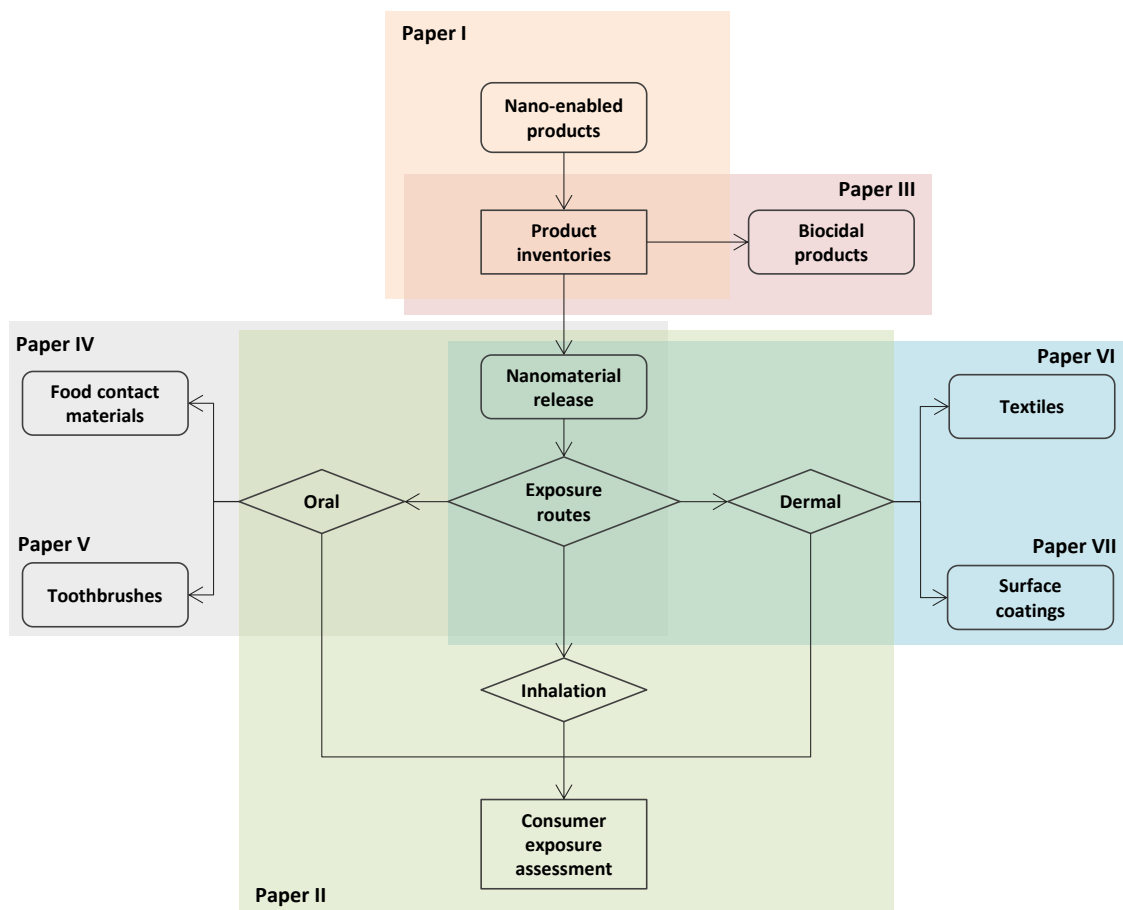 Paper I
Nano-enabled
products
Paper III
Product
inventories
Biocidal
products
Paper IV
Paper VI
Food contact
materials
Nanomaterial
release
Textiles
Oral
Exposure
routes
Dermal
Paper V
Paper VII
Toothbrushes
Surface
coatings
Inhalation
Consumer
exposure
assessment
Paper II